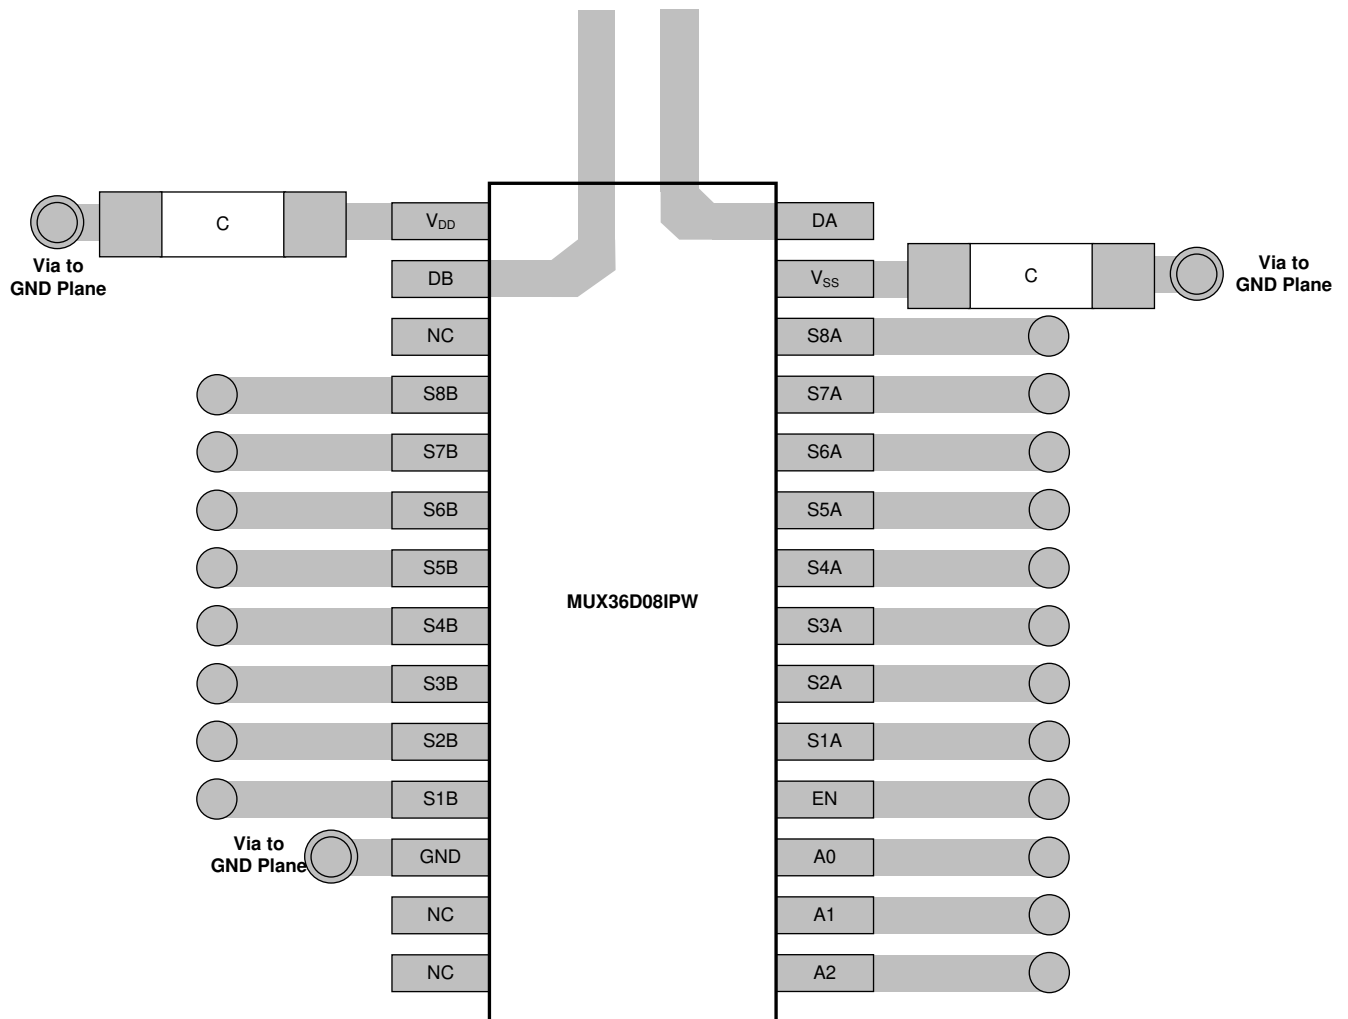 C
V_DD
DA
Via to
GND Plane
DB
V_SS
C
Via to
GND Plane
NC
S8A
S8B
S7A
S7B
S6A
S6B
S5A
S5B
S4A
MUX36D08IPW
S4B
S3A
S3B
S2A
S2B
S1A
S1B
EN
Via to
GND Plane
GND
A0
NC
A1
NC
A2